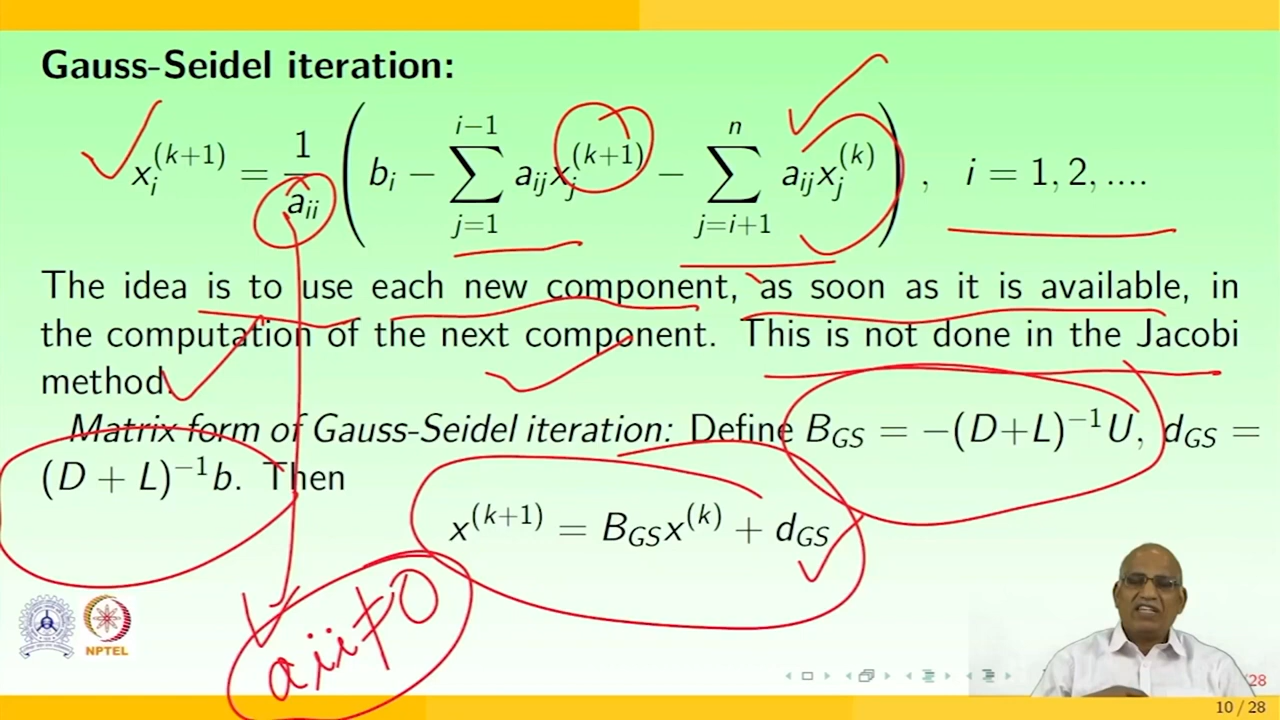 Gauss-Seidel iteration:
x_i^{(k+1)} = \frac{1}{a_{ii}} \left( b_i - \sum_{j=1}^{i-1} a_{ij} x_j^{(k+1)} - \sum_{j=i+1}^{n} a_{ij} x_j^{(k)} \right), i = 1, 2, ....
The idea is to use each new component, as soon as it is available, in
the computation of the next component. This is not done in the Jacobi
method.
Matrix form of Gauss-Seidel iteration: Define B_{GS} = −(D+L)^{−1}U, d_{GS} =
(D + L)^{−1}b. Then
x^{(k+1)} = B_{GS}x^{(k)} + d_{GS}
aii≠0
NPTEL
/28
10 / 28